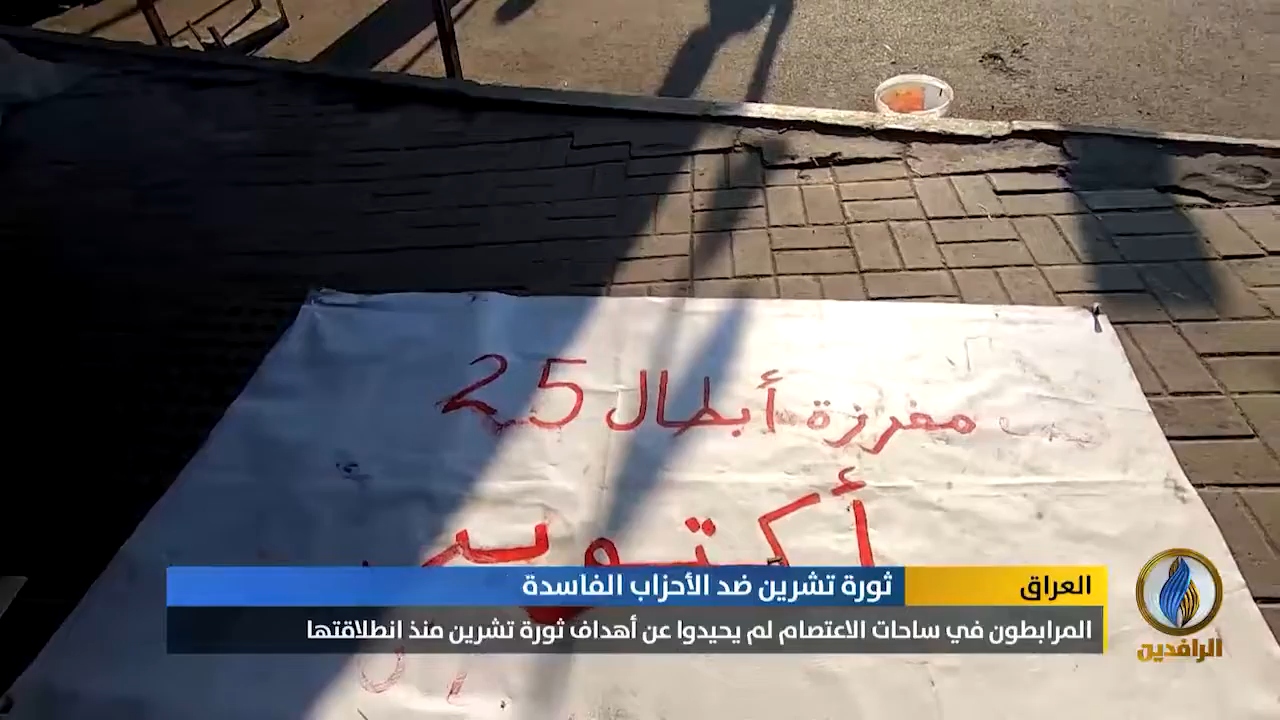 مفرزة أبطال 25
أكتوبر
العراق
ثورة تشرين ضد الأحزاب الفاسدة
المرابطون في ساحات الاعتصام لم يحيدوا عن أهداف ثورة تشرين منذ انطلاقتها
الرافدين